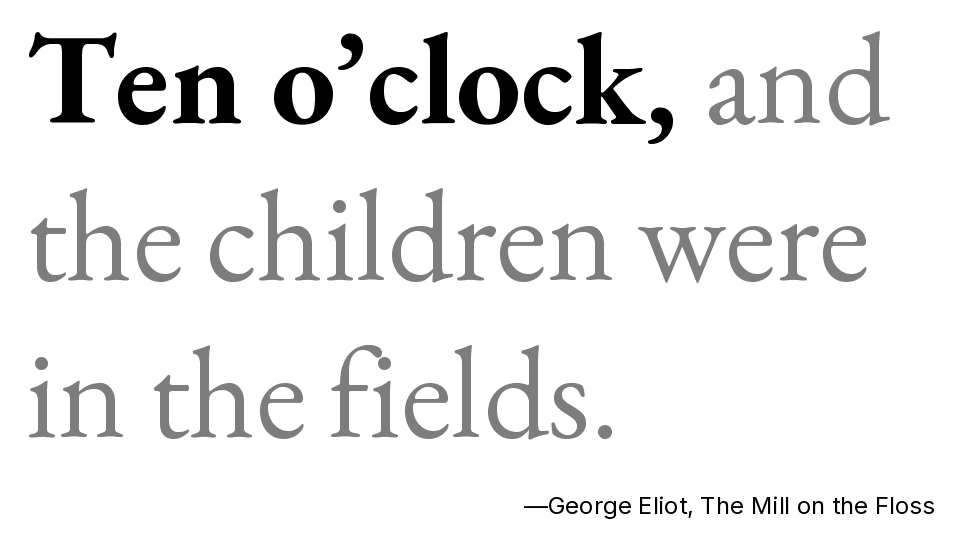 Ten o’clock, and
the children were
in the fields.
—George Eliot, The Mill on the Floss